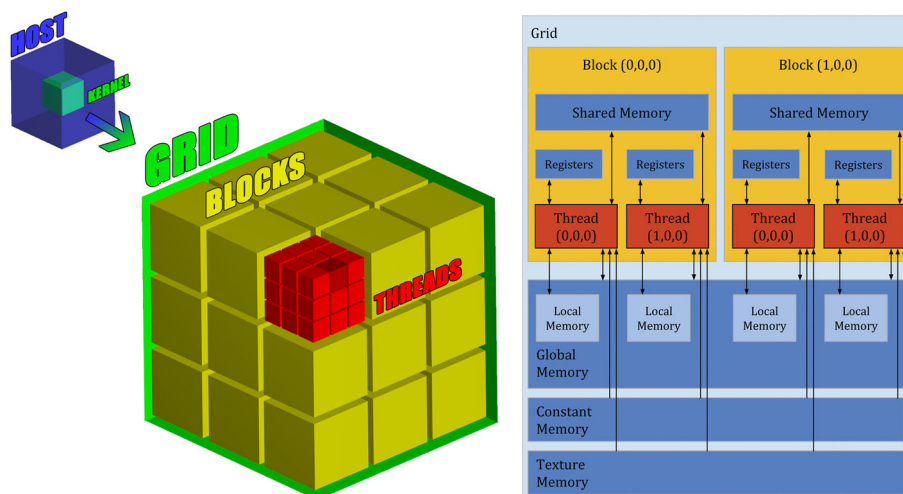 HOST
KERNEL
GRID
BLOCKS
THREADS
Grid
Block (0,0,0)
Block (1,0,0)
Shared Memory
Shared Memory
Registers
Registers
Registers
Registers
Thread
(0,0,0)
Thread
(1,0,0)
Thread
(0,0,0)
Thread
(1,0,0)
Local
Memory
Local
Memory
Local
Memory
Local
Memory
Global
Memory
Constant
Memory
Texture
Memory